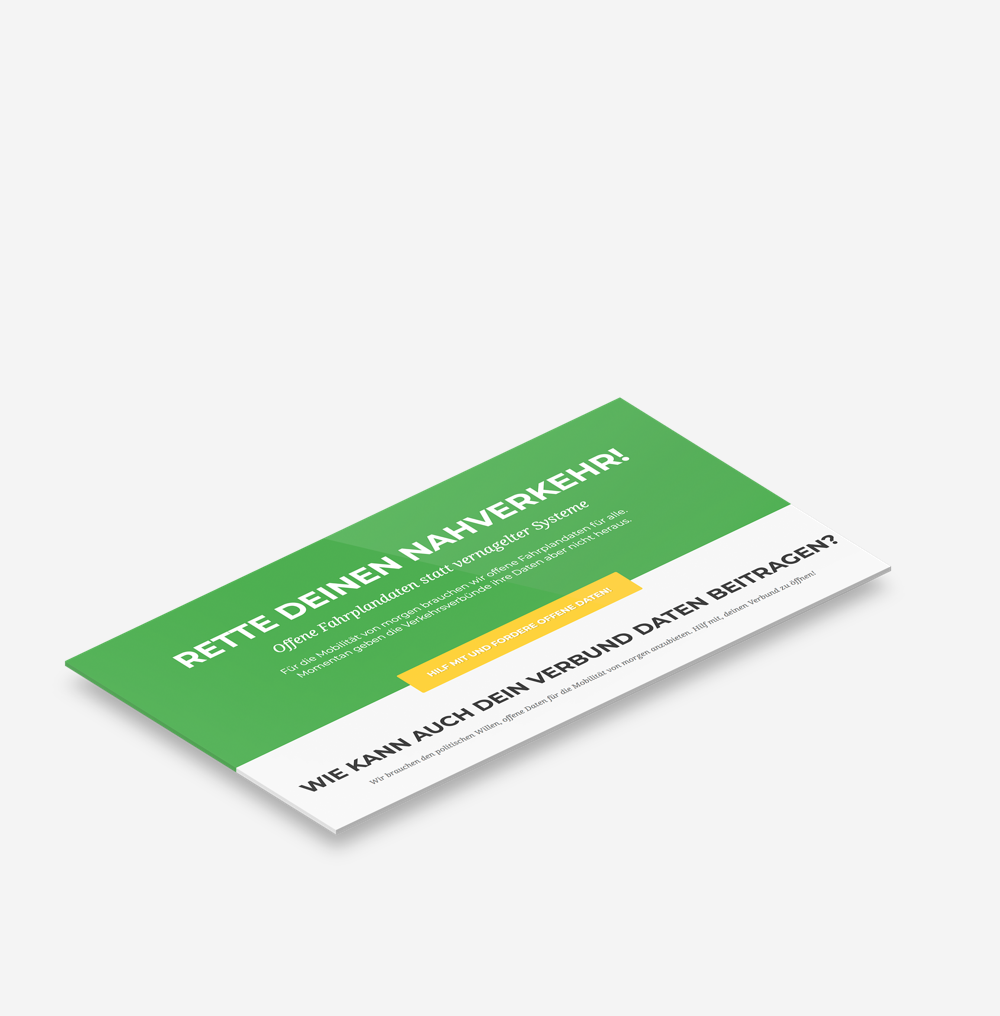 RETTE DEINEN NAHVERKEHR!
Offene Fahrplandaten statt vernagelter Systeme
Für die Mobilität von morgen brauchen wir offene Fahrplandaten für alle.
Momentan geben die Verkehrsverbünde ihre Daten aber nicht heraus.
HILF MIT UND FORDERE OFFENE DATEN!
WIE KANN AUCH DEIN VERBUND DATEN BEITRAGEN?
Wir brauchen den politischen Willen, offene Daten für die Mobilität von morgen anzubieten. Hilf mit, deinen Verbund zu öffnen!